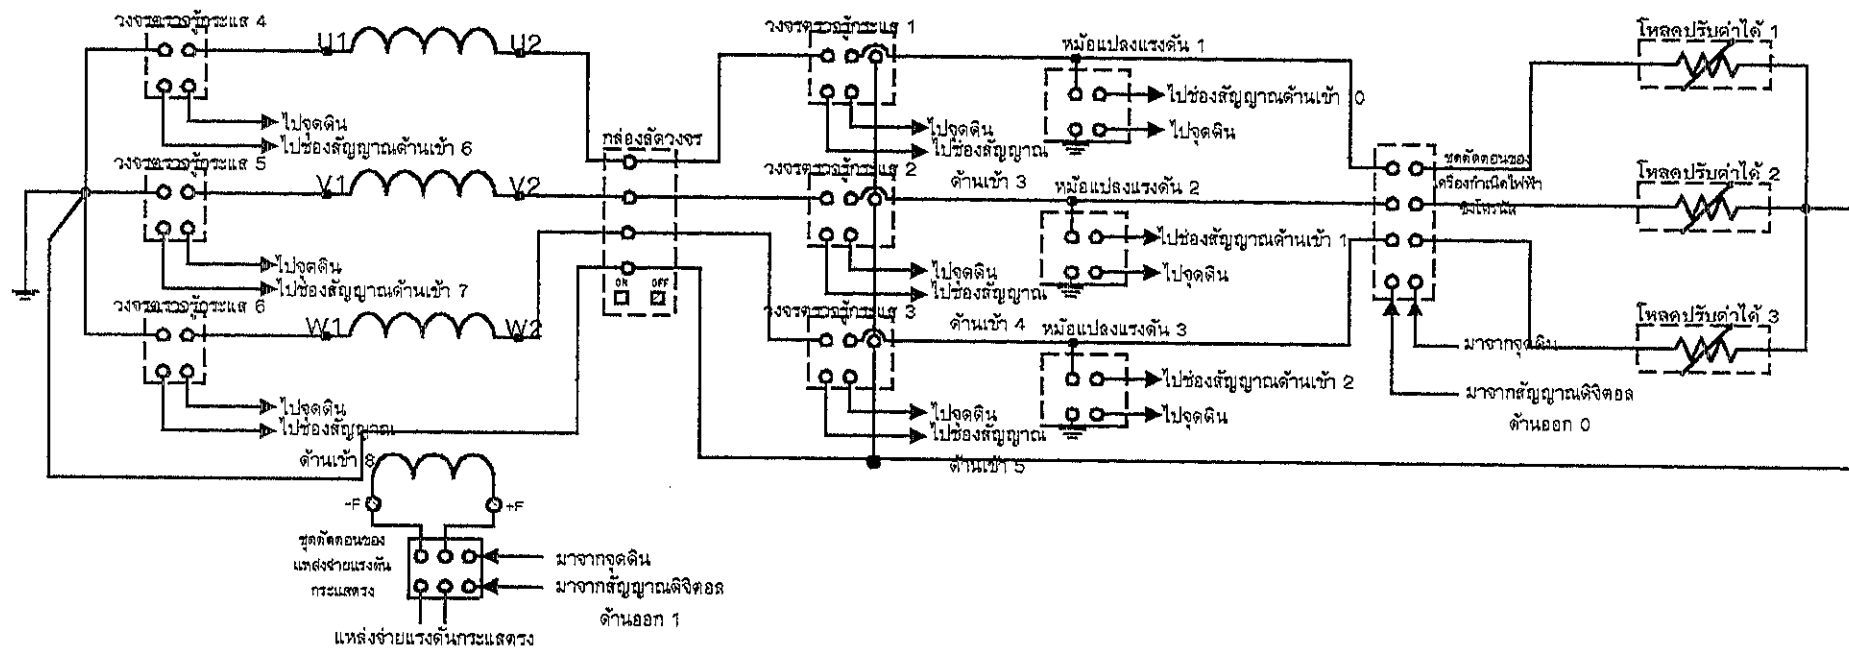 วงจรตรวจรู้กระแส 4
U1
U2
ไปจุดดิน
ไปช่องสัญญาณด้านเข้า 6
วงจรตรวจรู้กระแส 5
V1
V2
ไปจุดดิน
ไปช่องสัญญาณด้านเข้า 7
วงจรตรวจรู้กระแส 6
W1
W2
ไปจุดดิน
ไปช่องสัญญาณ
ด้านเข้า 8
กล่องลัดวงจร
ON OFF
วงจรตรวจรู้กระแส 1
ไปจุดดิน
ไปช่องสัญญาณ
ด้านเข้า 3
วงจรตรวจรู้กระแส 2
ไปจุดดิน
ไปช่องสัญญาณ
ด้านเข้า 4
วงจรตรวจรู้กระแส 3
ไปจุดดิน
ไปช่องสัญญาณ
ด้านเข้า 5
หม้อแปลงแรงดัน 1
ไปช่องสัญญาณด้านเข้า 0
ไปจุดดิน
หม้อแปลงแรงดัน 2
ไปช่องสัญญาณด้านเข้า 1
ไปจุดดิน
หม้อแปลงแรงดัน 3
ไปช่องสัญญาณด้านเข้า 2
ไปจุดดิน
ชุดตัดตอนของ
เครื่องกำเนิดไฟฟ้า
ซิงโครนัส
มาจากจุดดิน
มาจากสัญญาณดิจิตอล
ด้านออก 0
โหลดปรับค่าได้ 1
โหลดปรับค่าได้ 2
โหลดปรับค่าได้ 3
-F
+F
ชุดตัดตอนของ
แหล่งจ่ายแรงดัน
กระแสตรง
มาจากจุดดิน
มาจากสัญญาณดิจิตอล
ด้านออก 1
แหล่งจ่ายแรงดันกระแสตรง